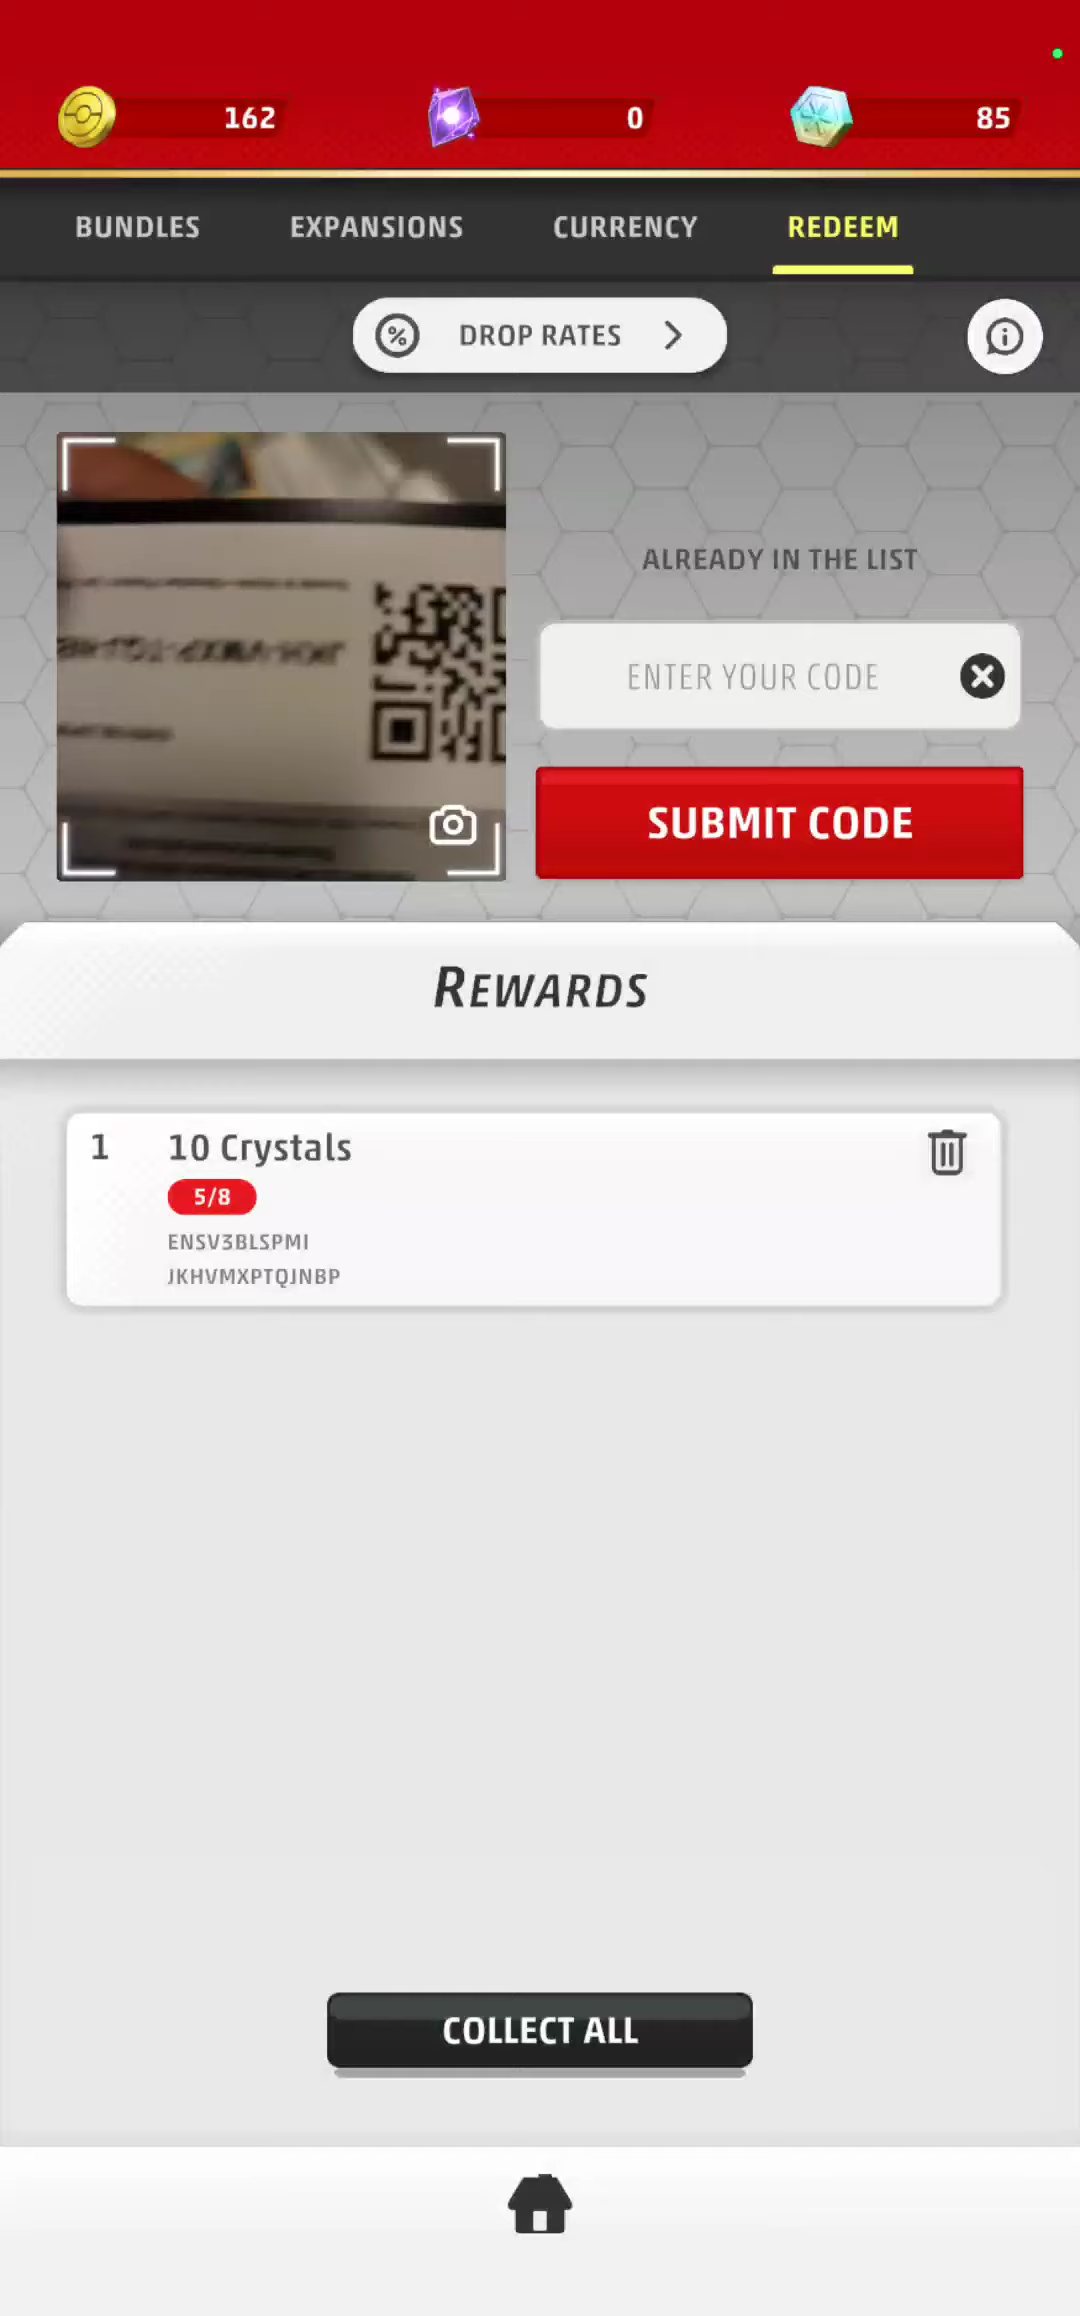 162
0
85
BUNDLES
EXPANSIONS
CURRENCY
REDEEM
DROP RATES
ALREADY IN THE LIST
ENTER YOUR CODE
SUBMIT CODE
REWARDS
1
10 Crystals
5/8
ENSV3BLSPMI
JKHVMXPTQJNBP
COLLECT ALL